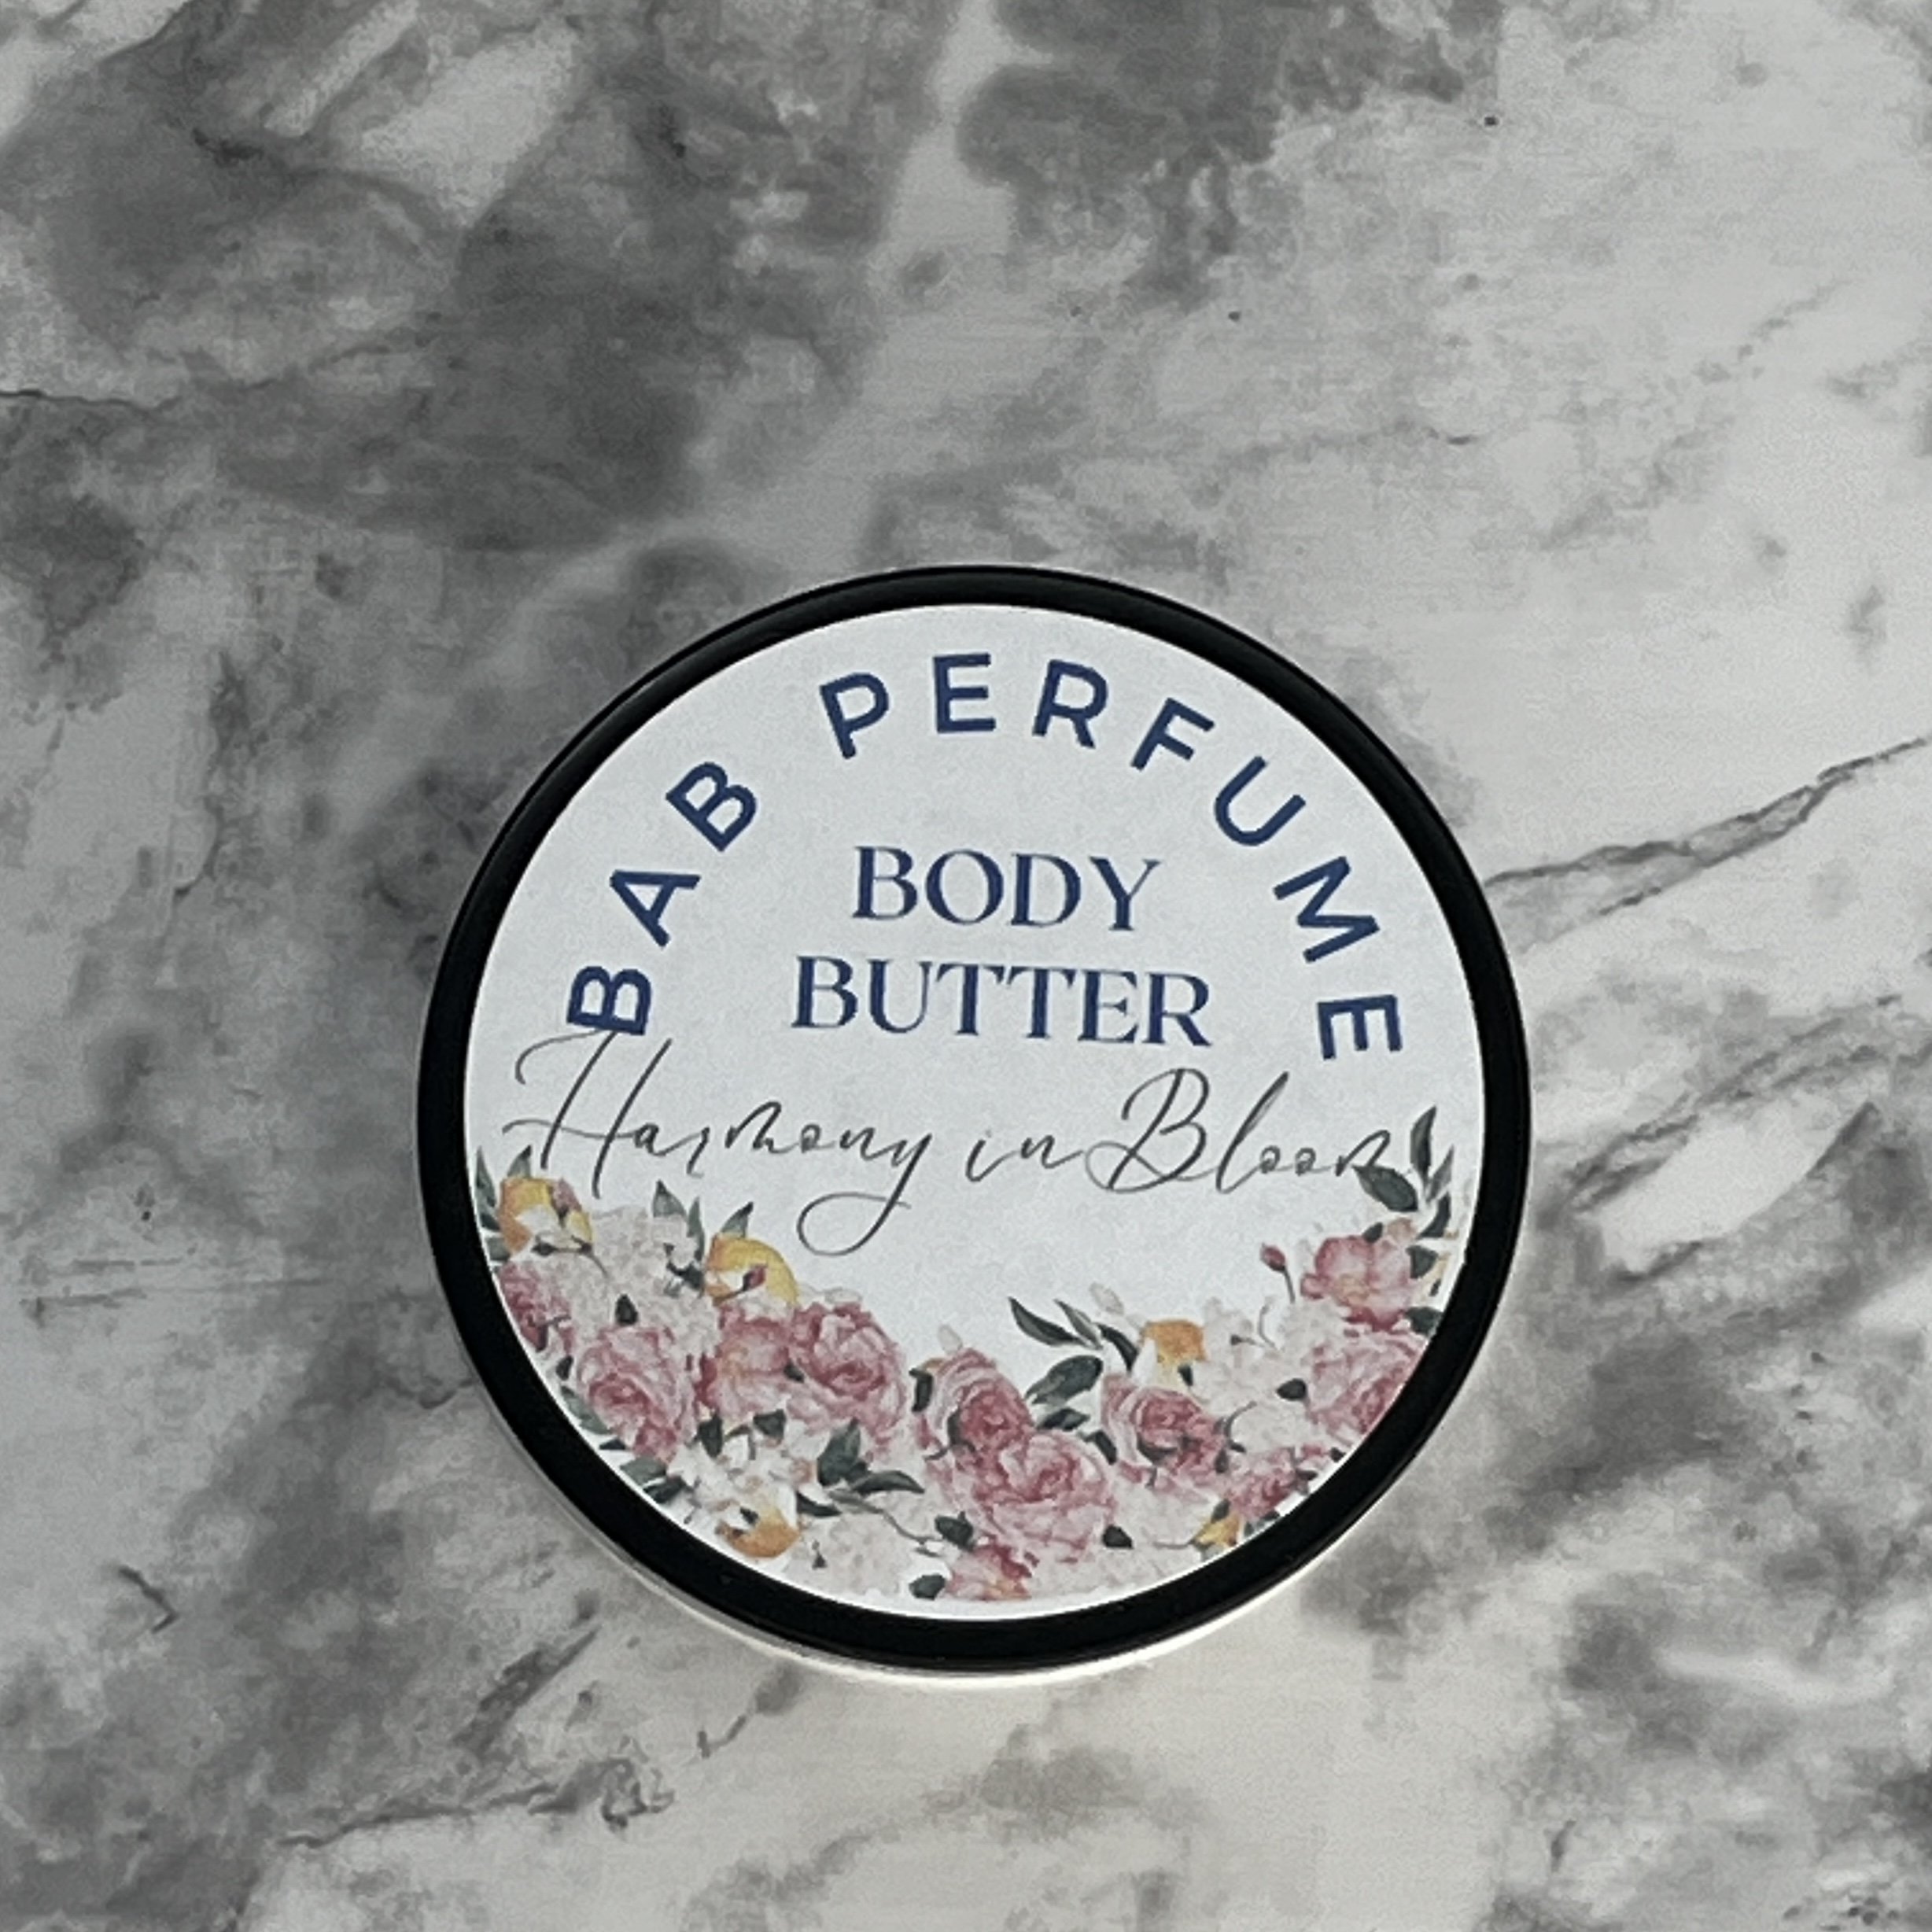 BAB PERFUME
BODY
BUTTER
Harmony in Bloom